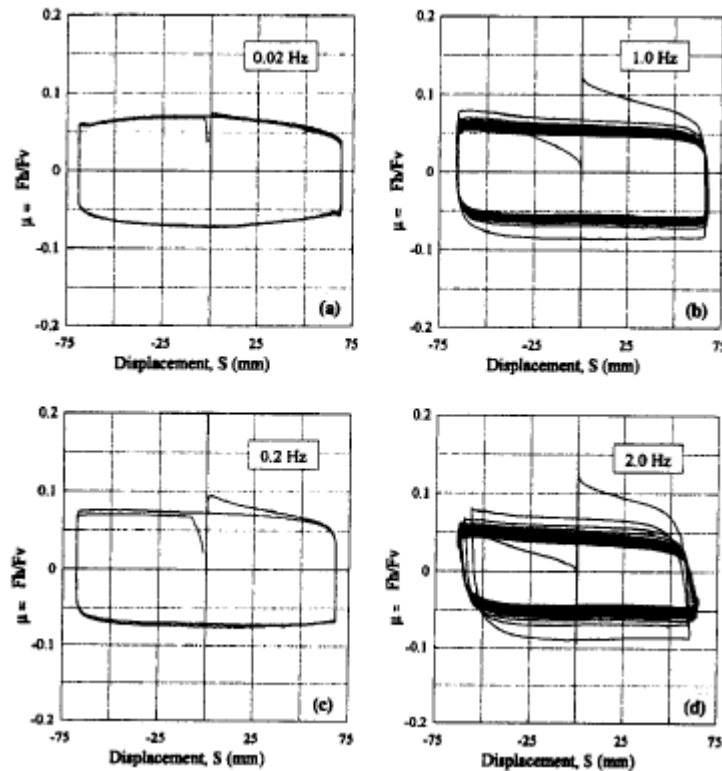 0.2
0.02 Hz
0.1
μ = Fh/Fv
0
-0.1
(a)
-0.2
-75 -25 25 75
Displacement, S (mm)
0.2
1.0 Hz
0.1
μ = Fh/Fv
0
-0.1
(b)
-0.2
-75 -25 25 75
Displacement, S (mm)
0.2
0.2 Hz
0.1
μ = Fh/Fv
0
-0.1
(c)
-0.2
-75 -25 25 75
Displacement, S (mm)
0.2
2.0 Hz
0.1
μ = Fh/Fv
0
-0.1
(d)
-0.2
-75 -25 25 75
Displacement, S (mm)